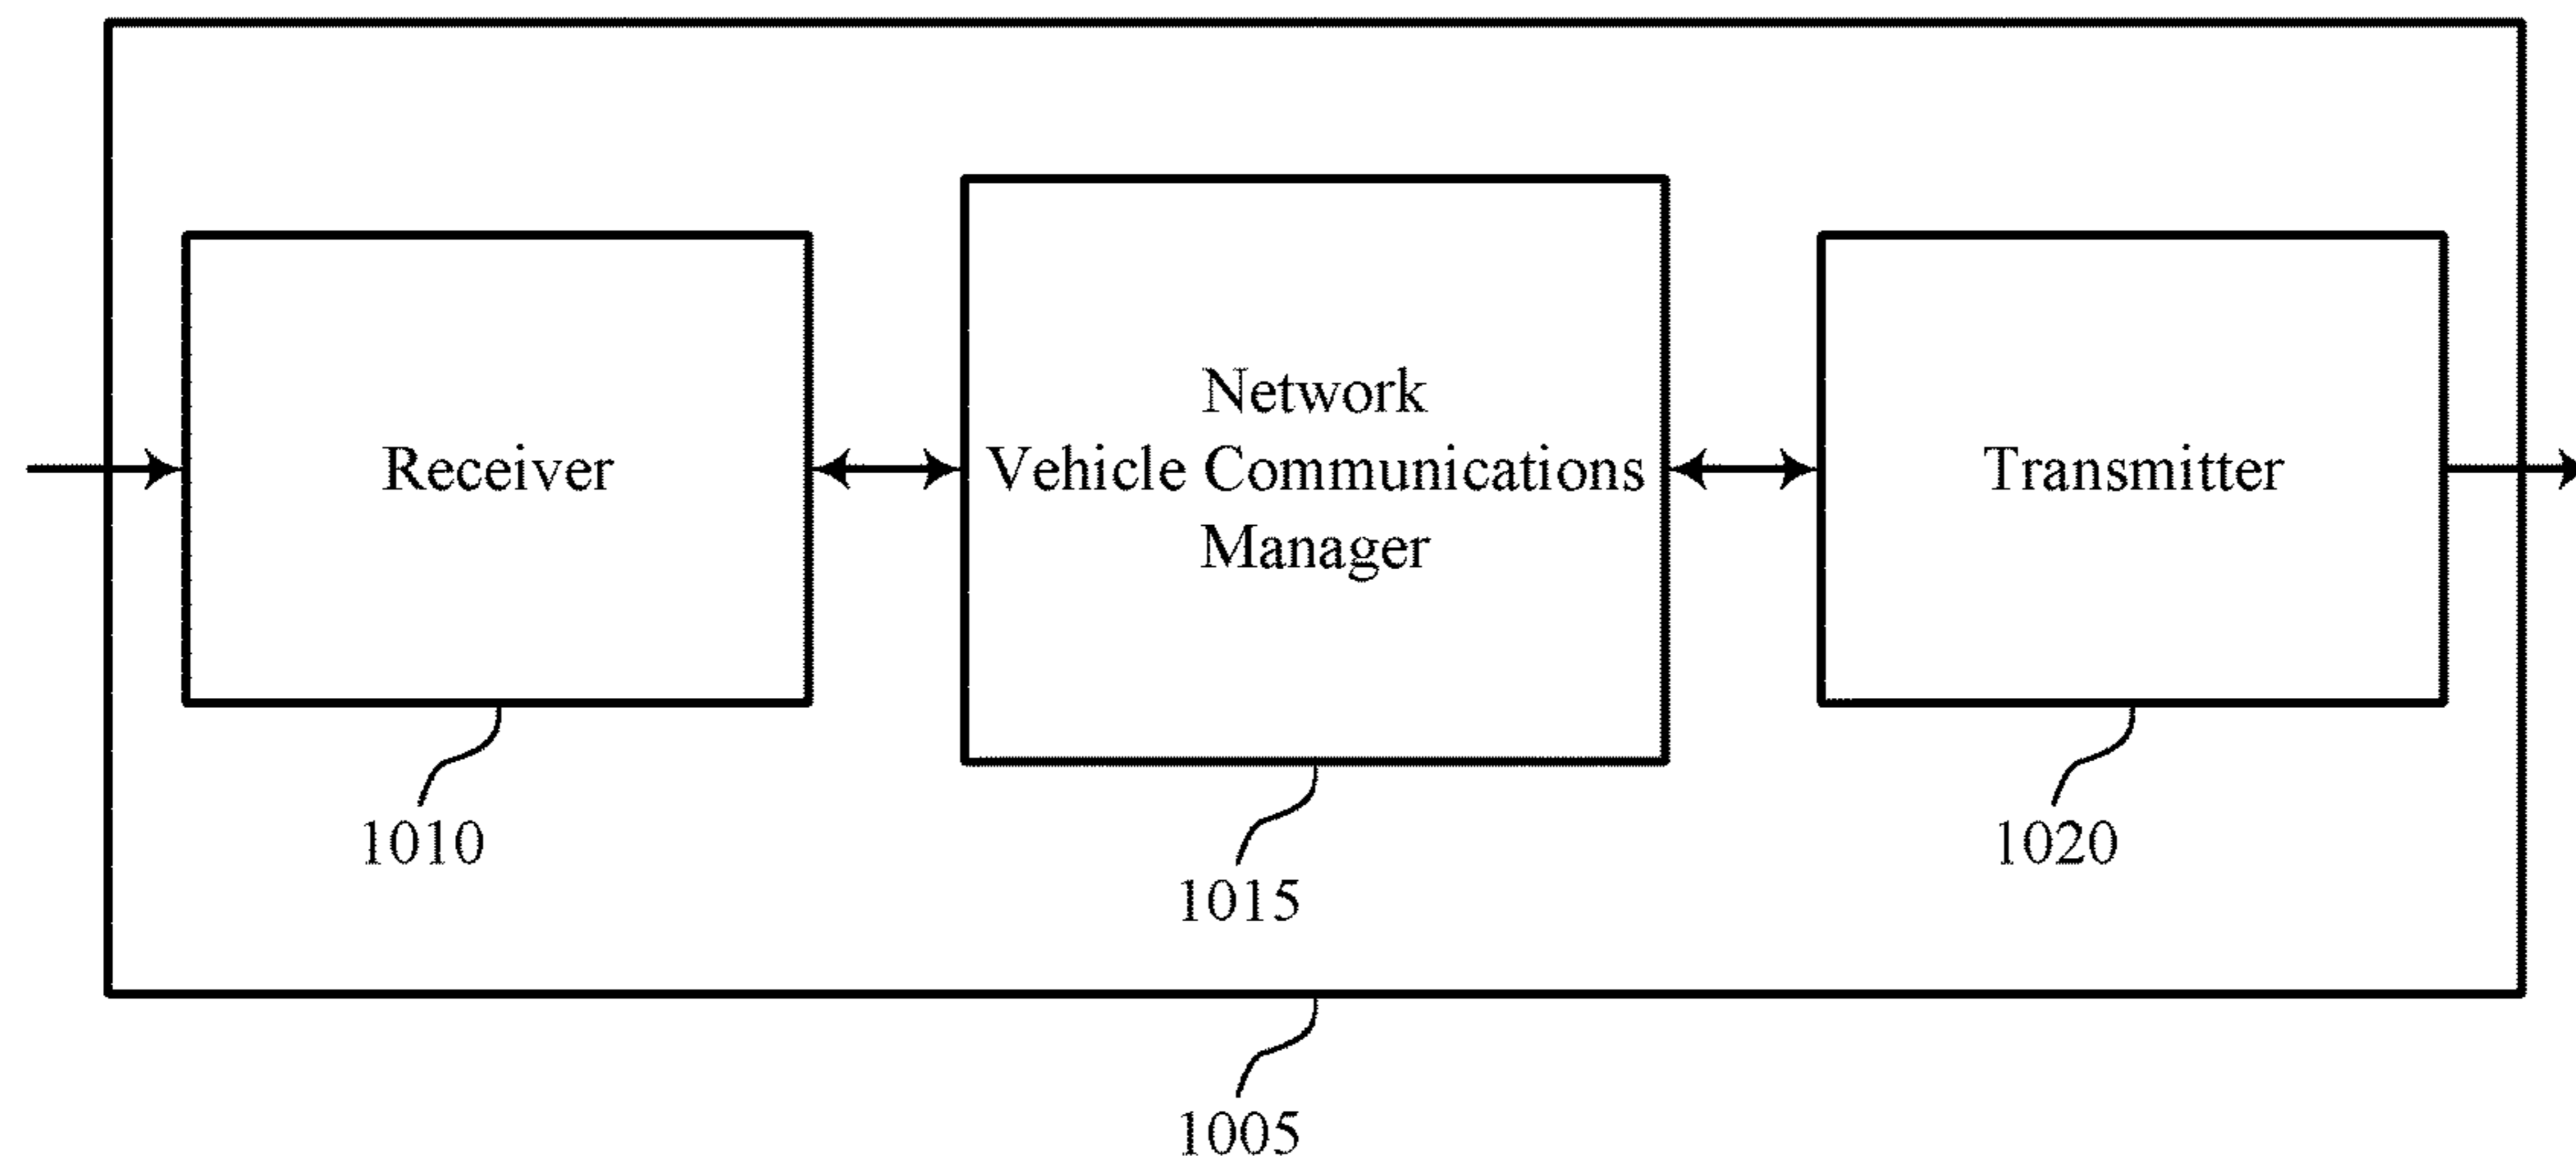 Receiver
Network
Vehicle Communications
Manager
Transmitter
1010
1015
1020
1005